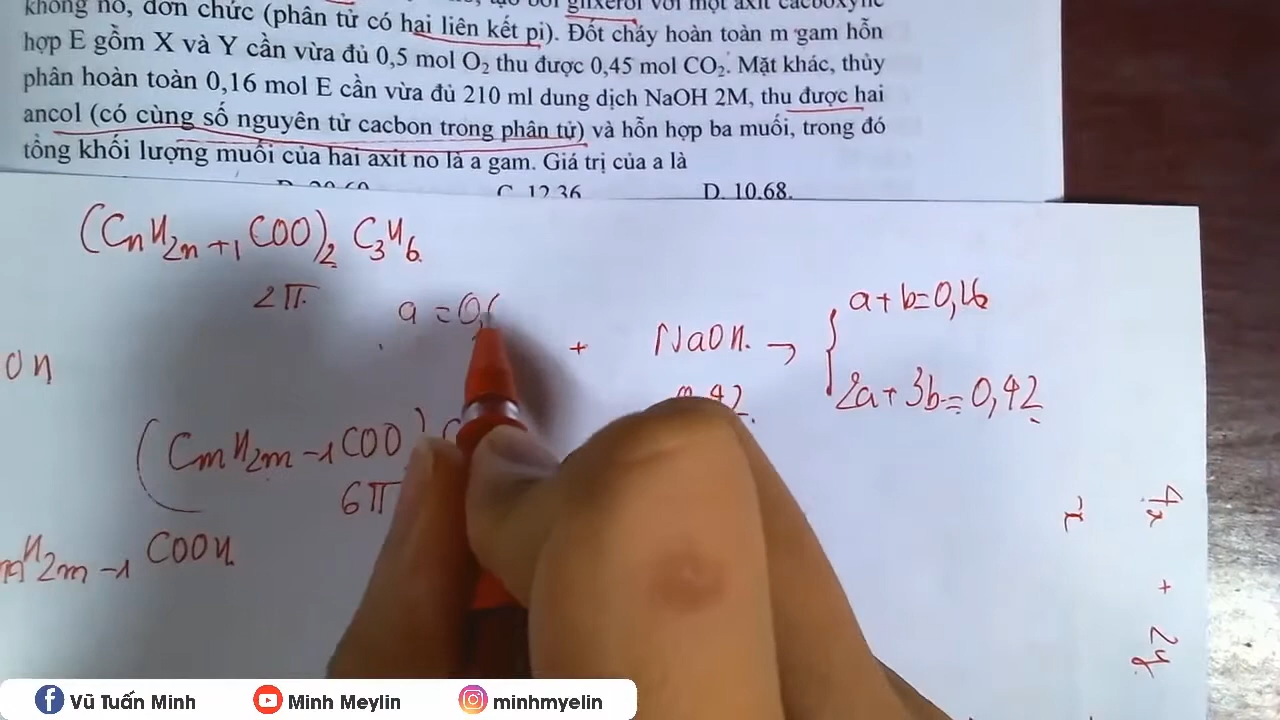 không no, đơn chức (phân tử có hai liên kết pi). Đốt cháy hoàn toàn m gam hỗn
hợp E gồm X và Y cần vừa đủ 0,5 mol O₂ thu được 0,45 mol CO₂. Mặt khác, thủy
phân hoàn toàn 0,16 mol E cần vừa đủ 210 ml dung dịch NaOH 2M, thu được hai
ancol (có cùng số nguyên tử cacbon trong phân tử) và hỗn hợp ba muối, trong đó
tổng khối lượng muối của hai axit no là a gam. Giá trị của a là
C. 12,36 D. 10.68.
(CnH2n+1COO)2 C3H6
2π
a = 0,
a+b=0,16
+ NaOH →
2a+3b=0,42
OH
(CmH2m-1COO)
6π
H2m-1 COOH
4x + 2y
Vũ Tuấn Minh Minh Meylin minhmyelin